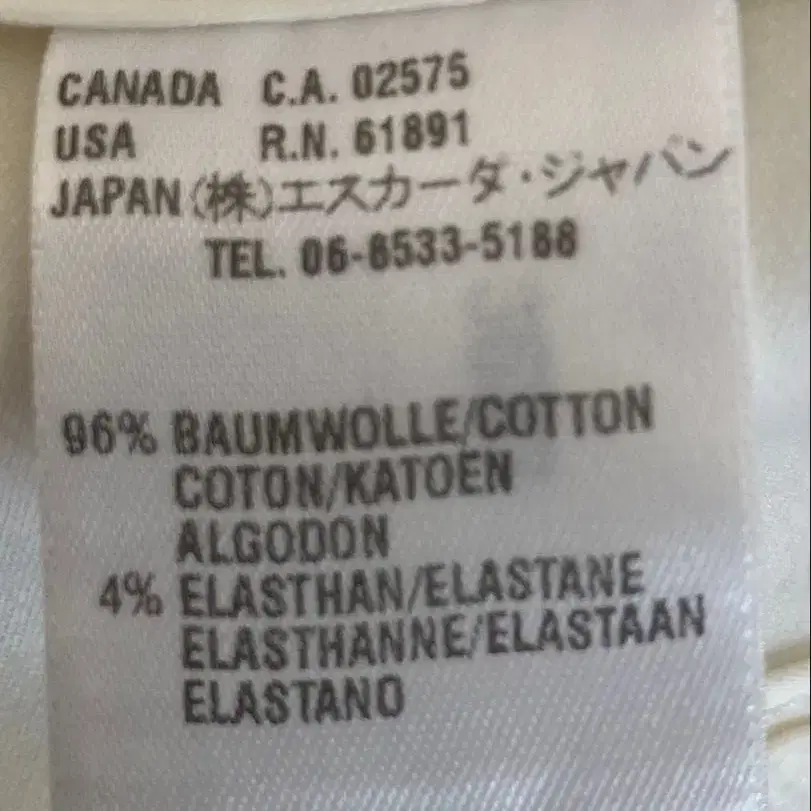 CANADA C.A. 02575
USA R.N. 61891
JAPAN (株)エスカーダ・ジャパン
TEL. 06-6533-5188
96% BAUMWOLLE/COTTON
COTON/KATOEN
ALGODON
4% ELASTHAN/ELASTANE
ELASTHANNE/ELASTAAN
ELASTANO